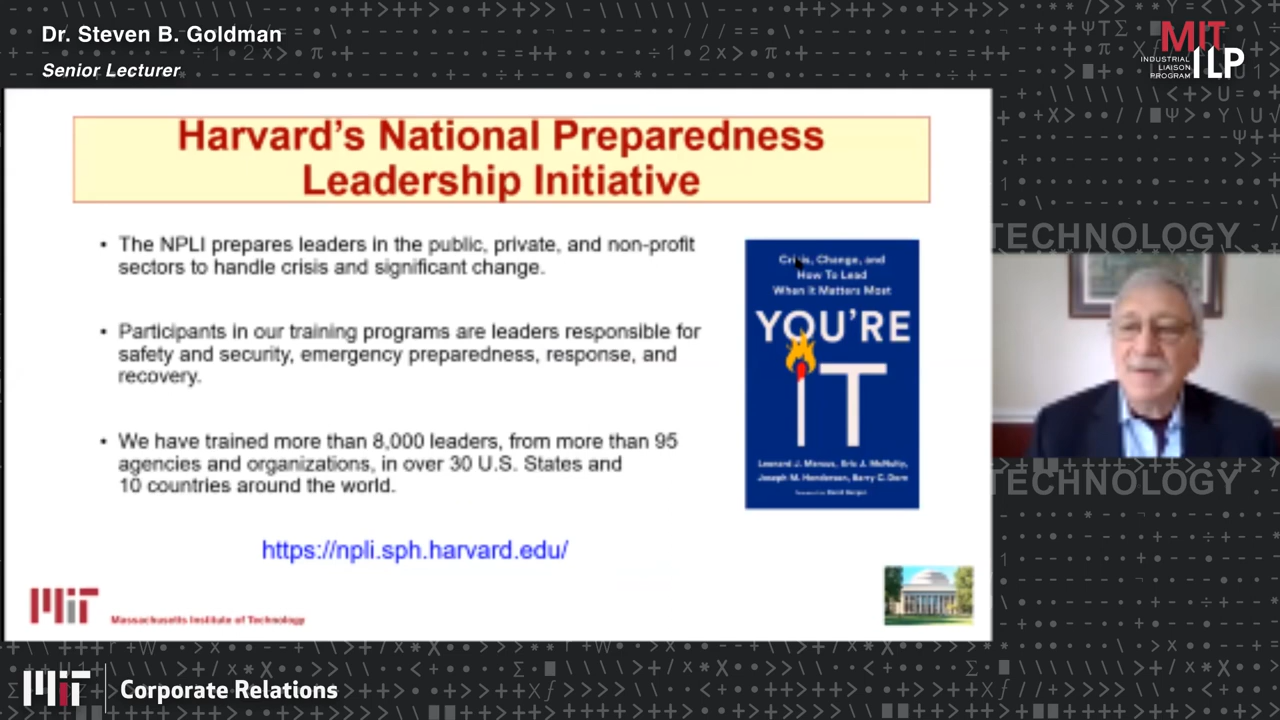 Dr. Steven B. Goldman
Senior Lecturer
MIT
ILP
INDUSTRIAL
LIAISON
PROGRAM
Harvard's National Preparedness
Leadership Initiative
• The NPLI prepares leaders in the public, private, and non-profit
sectors to handle crisis and significant change.
• Participants in our training programs are leaders responsible for
safety and security, emergency preparedness, response, and
recovery.
• We have trained more than 8,000 leaders, from more than 95
agencies and organizations, in over 30 U.S. States and
10 countries around the world.
https://npli.sph.harvard.edu/
Crisis, Change, and
How To Lead
When It Matters Most
YOU'RE
IT
Leonard J. Marcus, Eric J. McNulty,
Joseph M. Henderson, Barry C. Dorn
MIT
Massachusetts Institute of Technology
TECHNOLOGY
TECHNOLOGY
MIT
Corporate Relations